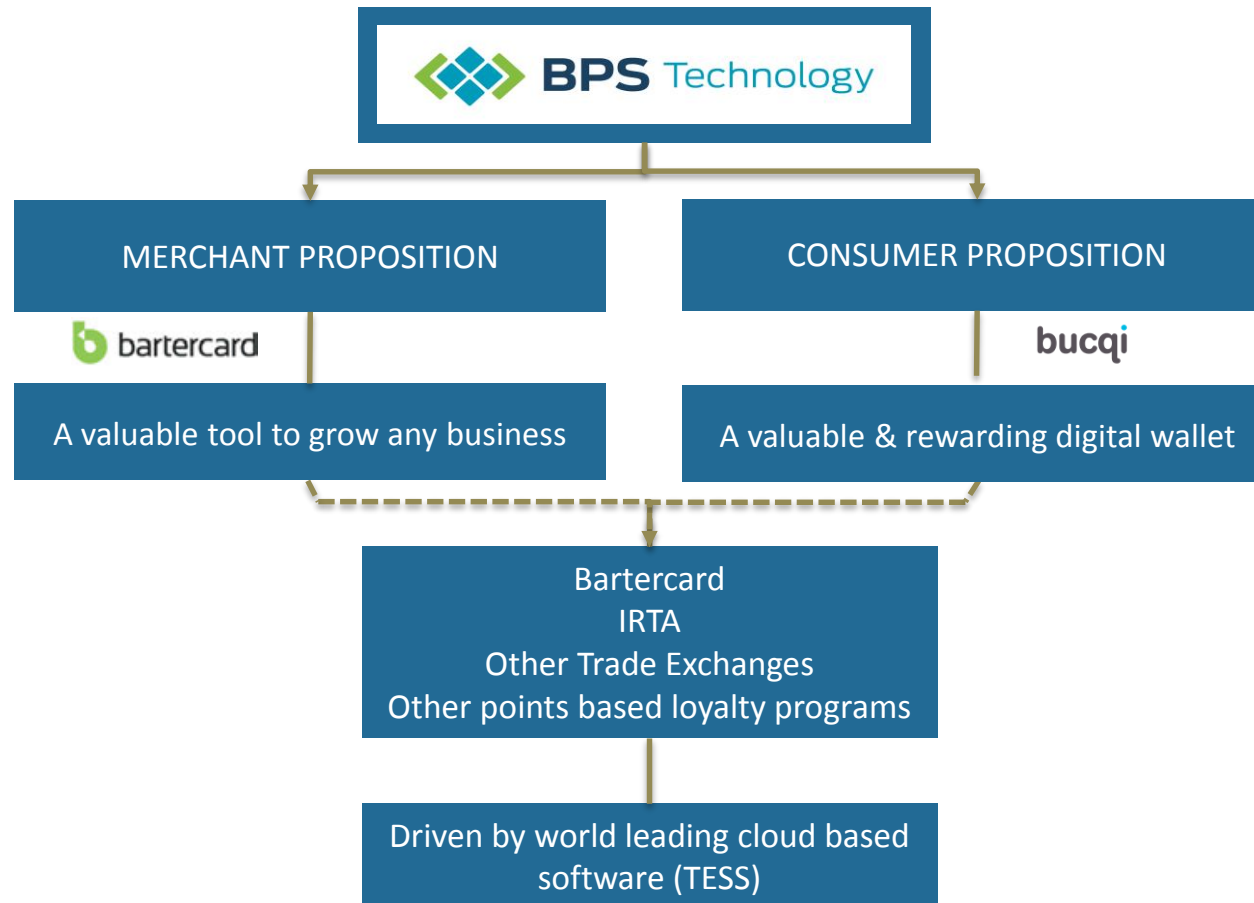 BPS Technology
MERCHANT PROPOSITION
CONSUMER PROPOSITION
bartercard
bucqi
A valuable tool to grow any business
A valuable & rewarding digital wallet
Bartercard
IRTA
Other Trade Exchanges
Other points based loyalty programs
Driven by world leading cloud based
software (TESS)